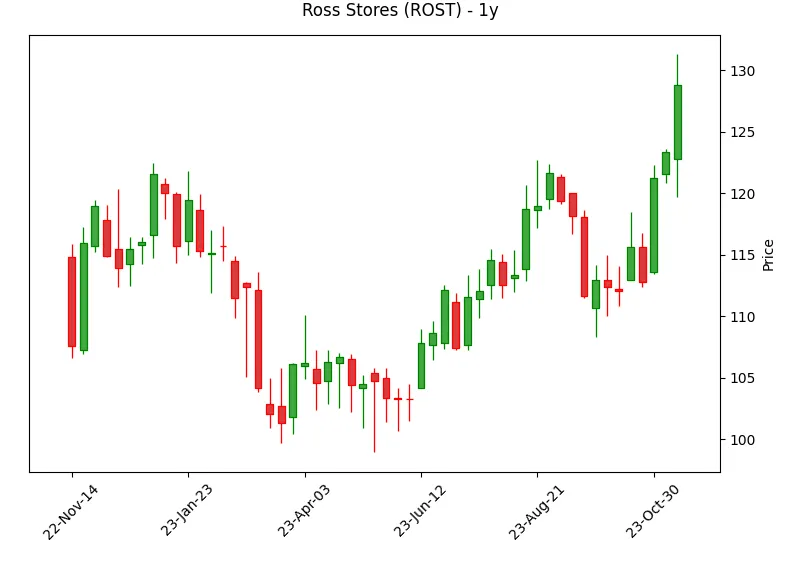 Ross Stores (ROST) - 1y
130
125
120
115
110
105
100
Price
22-Nov-14
23-Jan-23
23-Apr-03
23-Jun-12
23-Aug-21
23-Oct-30